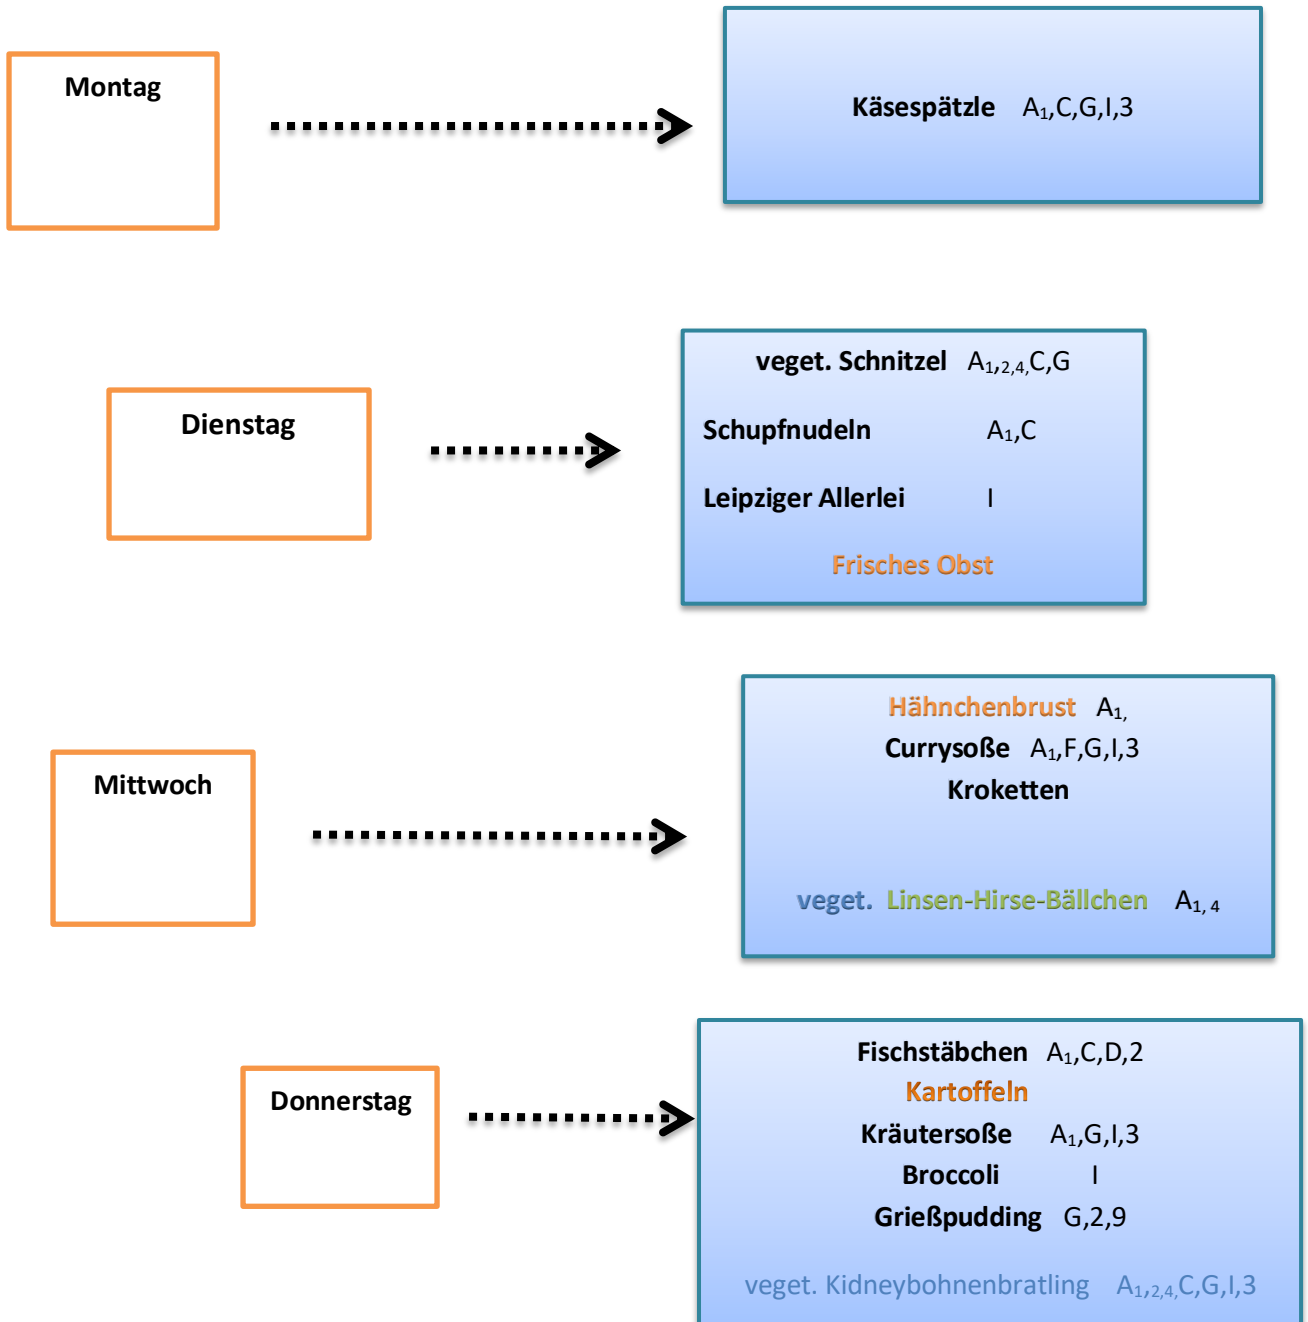 Montag
Käsespätzle A₁,C,G,I,3
Dienstag
veget. Schnitzel A₁,₂,₄,C,G
Schupfnudeln A₁,C
Leipziger Allerlei I
Frisches Obst
Mittwoch
Hähnchenbrust A₁,
Currysoße A₁,F,G,I,3
Kroketten
veget. Linsen-Hirse-Bällchen A₁, ₄
Donnerstag
Fischstäbchen A₁,C,D,2
Kartoffeln
Kräutersoße A₁,G,I,3
Broccoli I
Grießpudding G,2,9
veget. Kidneybohnenbratling A₁,₂,₄,C,G,I,3